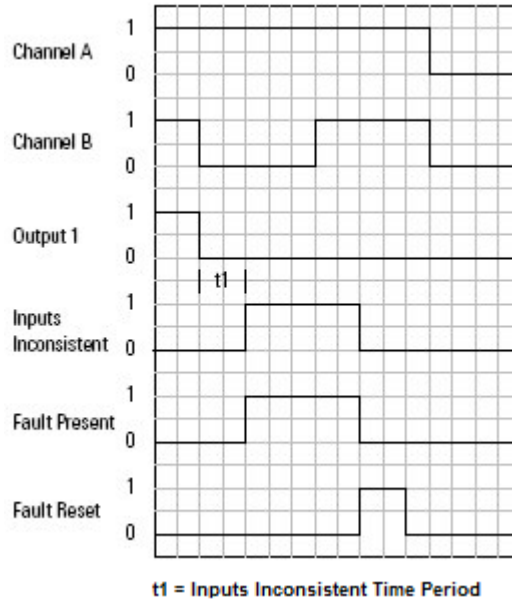 1
Channel A
0
1
Channel B
0
1
Output 1
0
t1
1
Inputs
Inconsistent
0
1
Fault Present
0
1
Fault Reset
0
t1 = Inputs Inconsistent Time Period